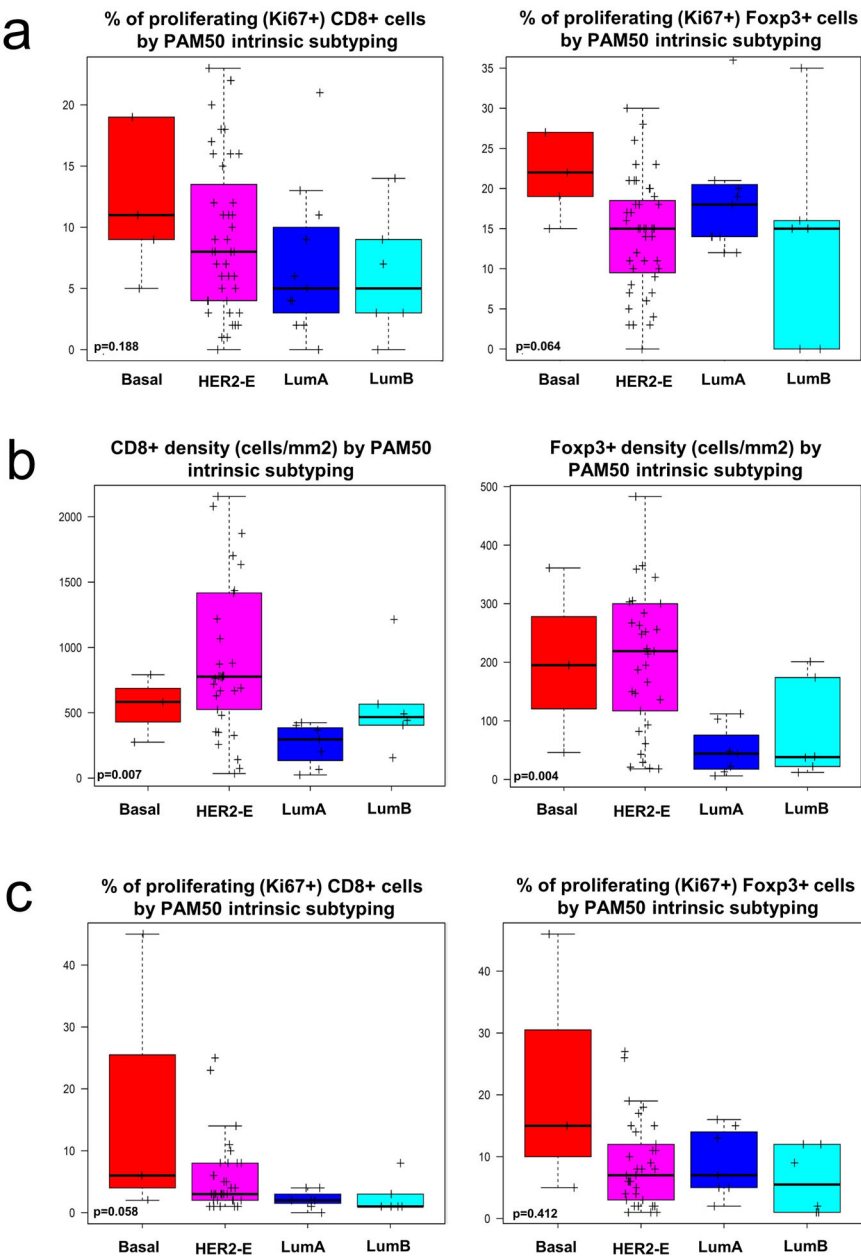 a
% of proliferating (Ki67+) CD8+ cells
by PAM50 intrinsic subtyping
20
15
10
5
0
p=0.188
Basal HER2-E LumA LumB
% of proliferating (Ki67+) Foxp3+ cells
by PAM50 intrinsic subtyping
35
30
25
20
15
10
5
0
p=0.064
Basal HER2-E LumA LumB
b
CD8+ density (cells/mm2) by PAM50
intrinsic subtyping
2000
1500
1000
500
0
p=0.007
Basal HER2-E LumA LumB
Foxp3+ density (cells/mm2) by
PAM50 intrinsic subtyping
500
400
300
200
100
0
p=0.004
Basal HER2-E LumA LumB
c
% of proliferating (Ki67+) CD8+ cells
by PAM50 intrinsic subtyping
40
30
20
10
0
p=0.058
Basal HER2-E LumA LumB
% of proliferating (Ki67+) Foxp3+ cells
by PAM50 intrinsic subtyping
40
30
20
10
0
p=0.412
Basal HER2-E LumA LumB